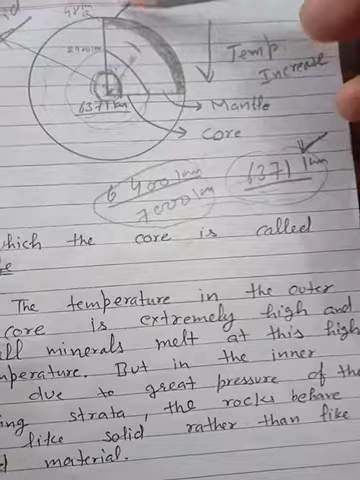 Temp
Increase
6371 km
Mantle
Core
6400 km
7000 km
6371 km
which the core is called
The temperature in the outer
core is extremely high and
all minerals melt at this high
temperature. But in the inner
due to great pressure of the
strata, the rocks behave
like solid rather than like
material.